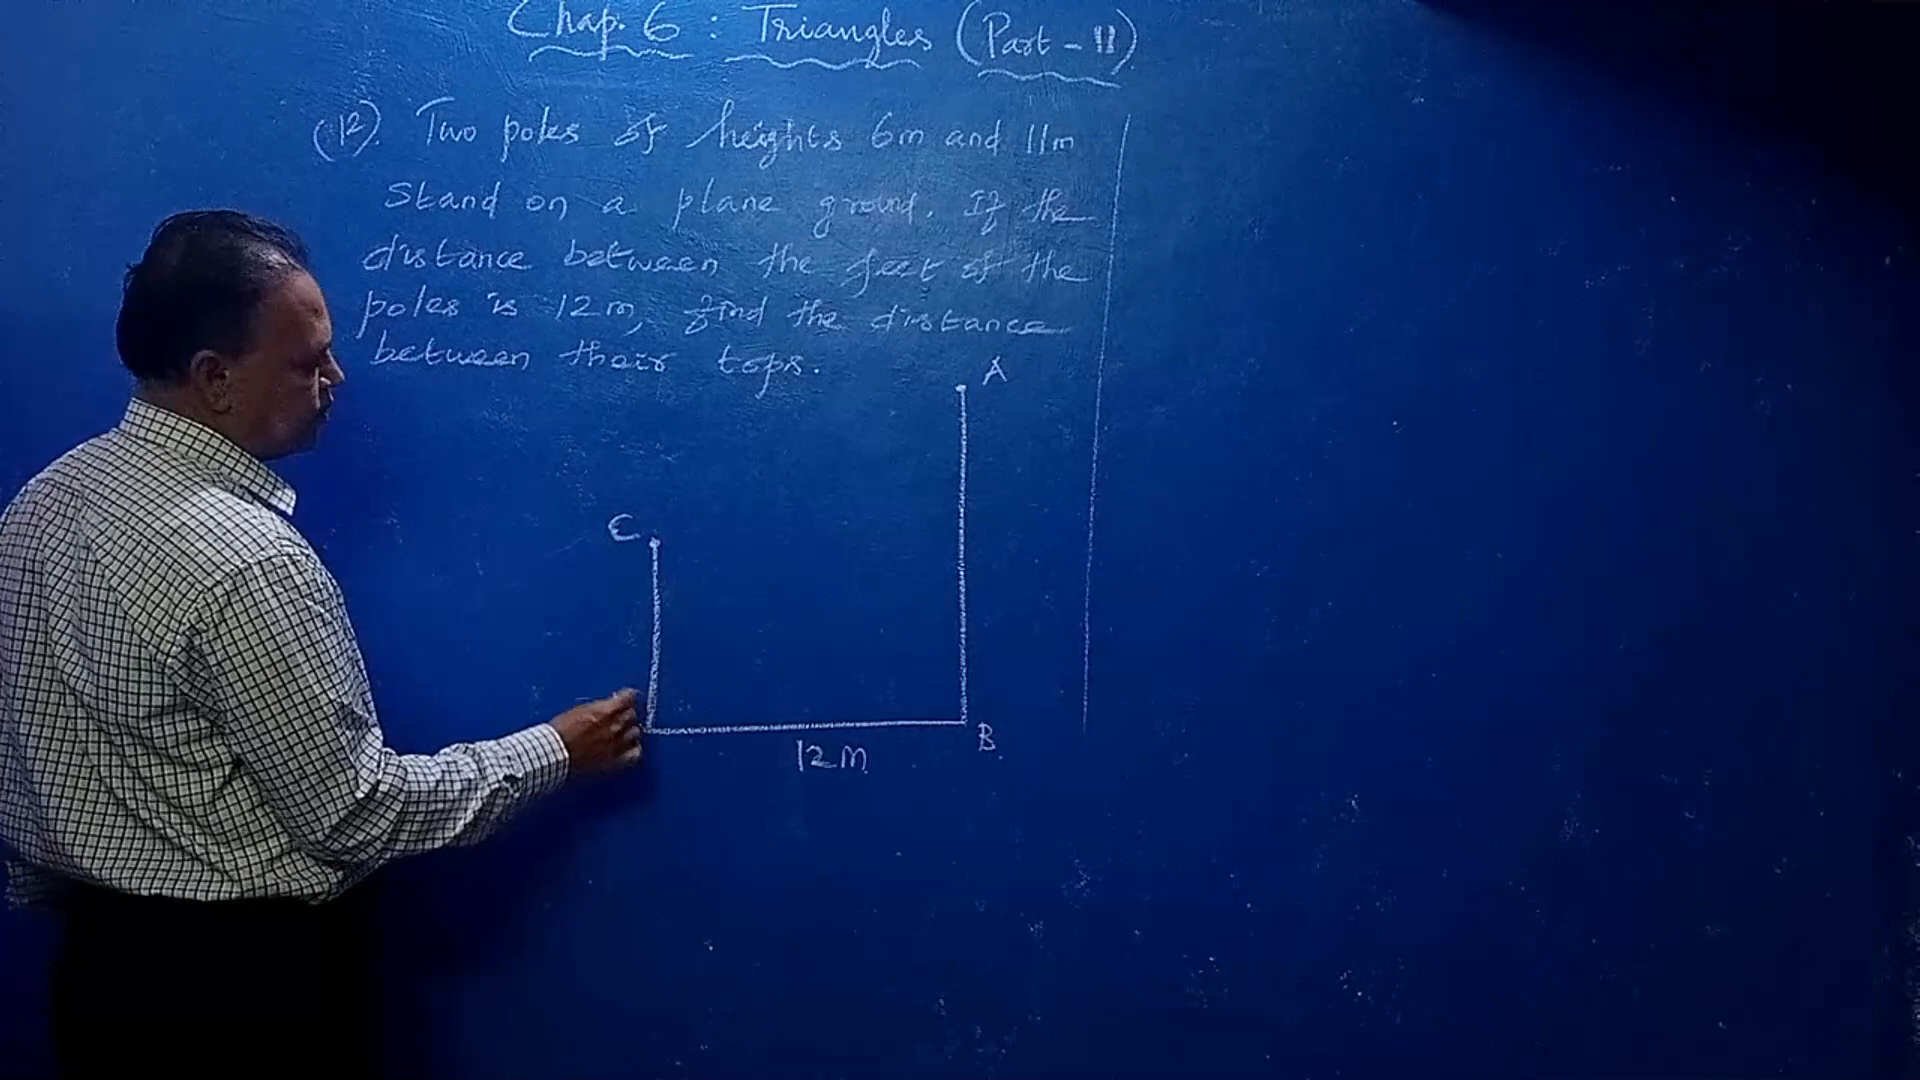 Chap. 6 : Triangles (Part - 11)
(12). Two poles of heights 6m and 11m
Stand on a plane ground. If the
distance between the feet of the
poles is 12m, find the distance
between their tops.
A
C
B
12m